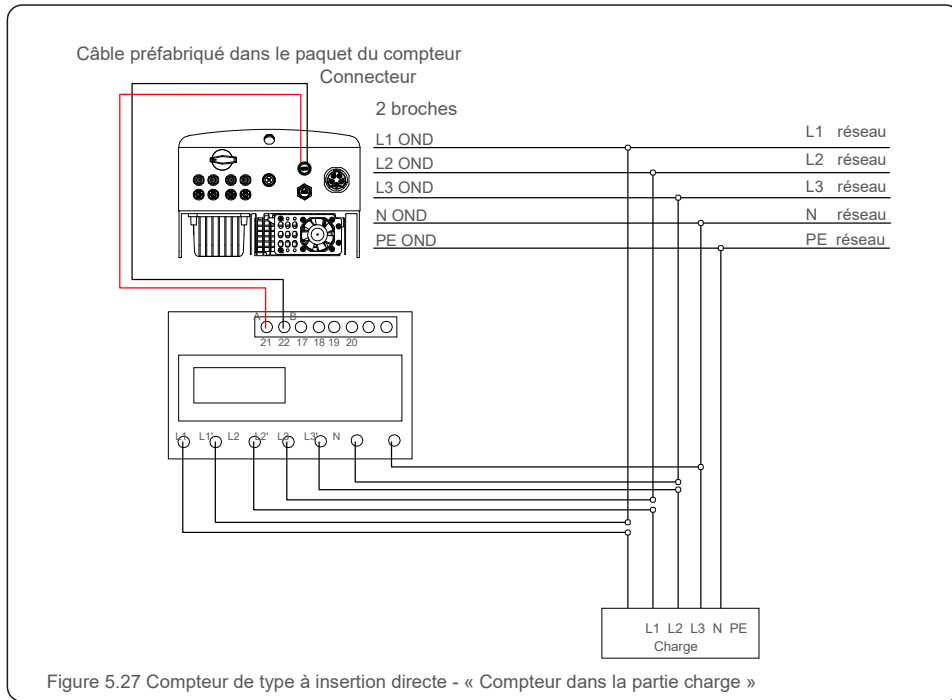 Câble préfabriqué dans le paquet du compteur
Connecteur
2 broches
L1 OND L1 réseau
L2 OND L2 réseau
L3 OND L3 réseau
N OND N réseau
PE OND PE réseau
A B
21 22 17 18 19 20
L1 L1' L2 L2' L3 L3' N
L1 L2 L3 N PE
Charge
Figure 5.27 Compteur de type à insertion directe - « Compteur dans la partie charge »